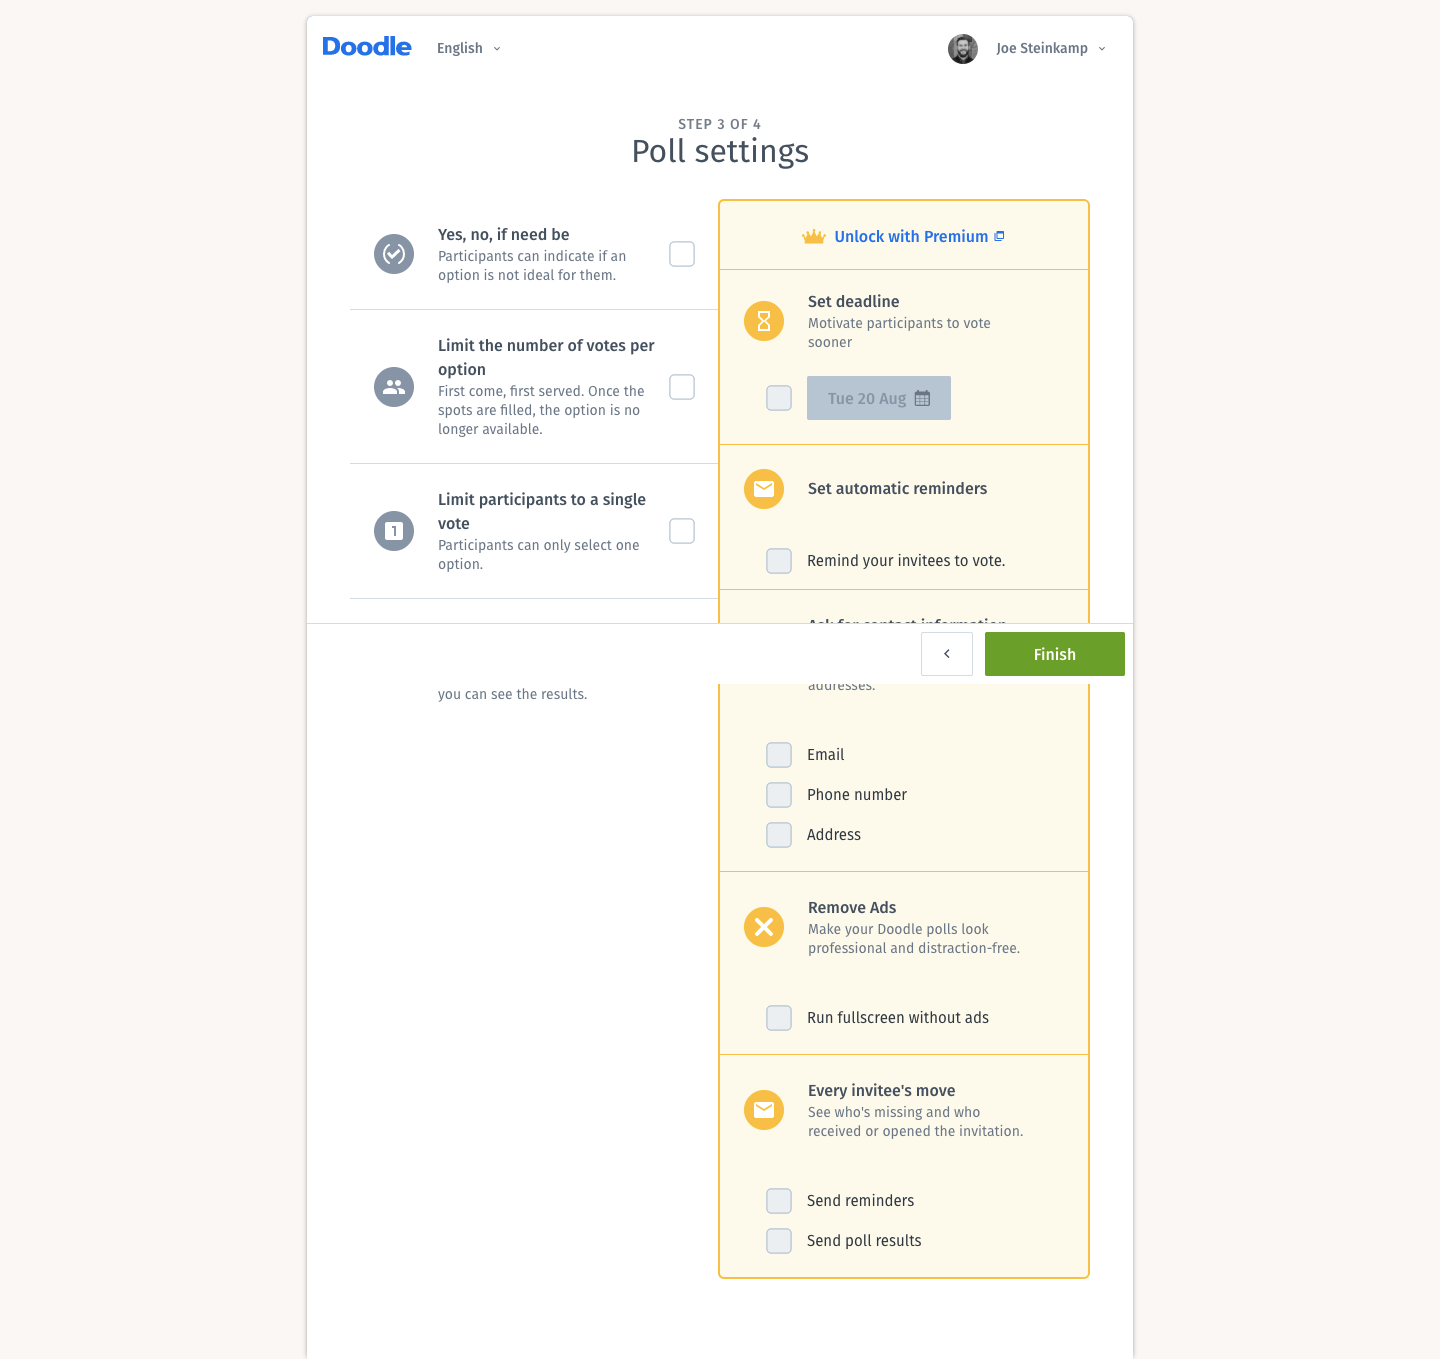 Doodle
English
Joe Steinkamp
STEP 3 OF 4
Poll settings
Yes, no, if need be
Participants can indicate if an
option is not ideal for them.
Limit the number of votes per
option
First come, first served. Once the
spots are filled, the option is no
longer available.
Limit participants to a single
vote
Participants can only select one
option.
you can see the results.
Unlock with Premium
Set deadline
Motivate participants to vote
sooner
Tue 20 Aug
Set automatic reminders
Remind your invitees to vote.
Ask for contact information
addresses.
Email
Phone number
Address
Remove Ads
Make your Doodle polls look
professional and distraction-free.
Run fullscreen without ads
Every invitee's move
See who's missing and who
received or opened the invitation.
Send reminders
Send poll results
Finish